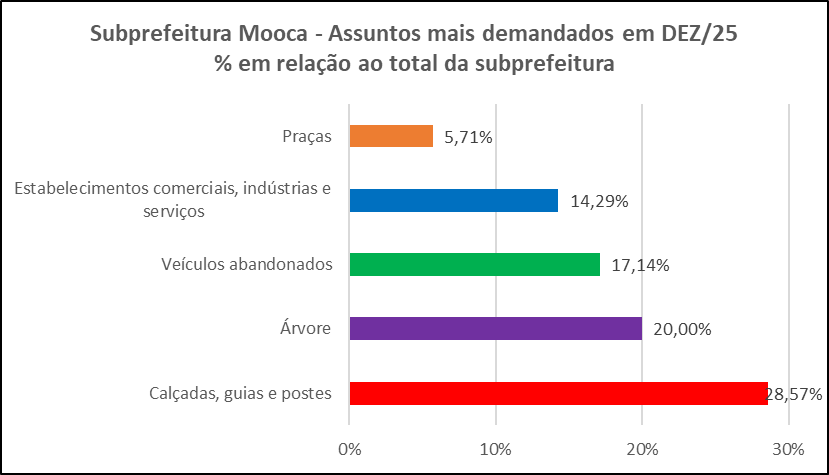 Subprefeitura Mooca - Assuntos mais demandados em DEZ/25
% em relação ao total da subprefeitura
Praças
5,71%
Estabelecimentos comerciais, indústrias e
serviços
14,29%
Veículos abandonados
17,14%
Árvore
20,00%
Calçadas, guias e postes
28,57%
0%
10%
20%
30%